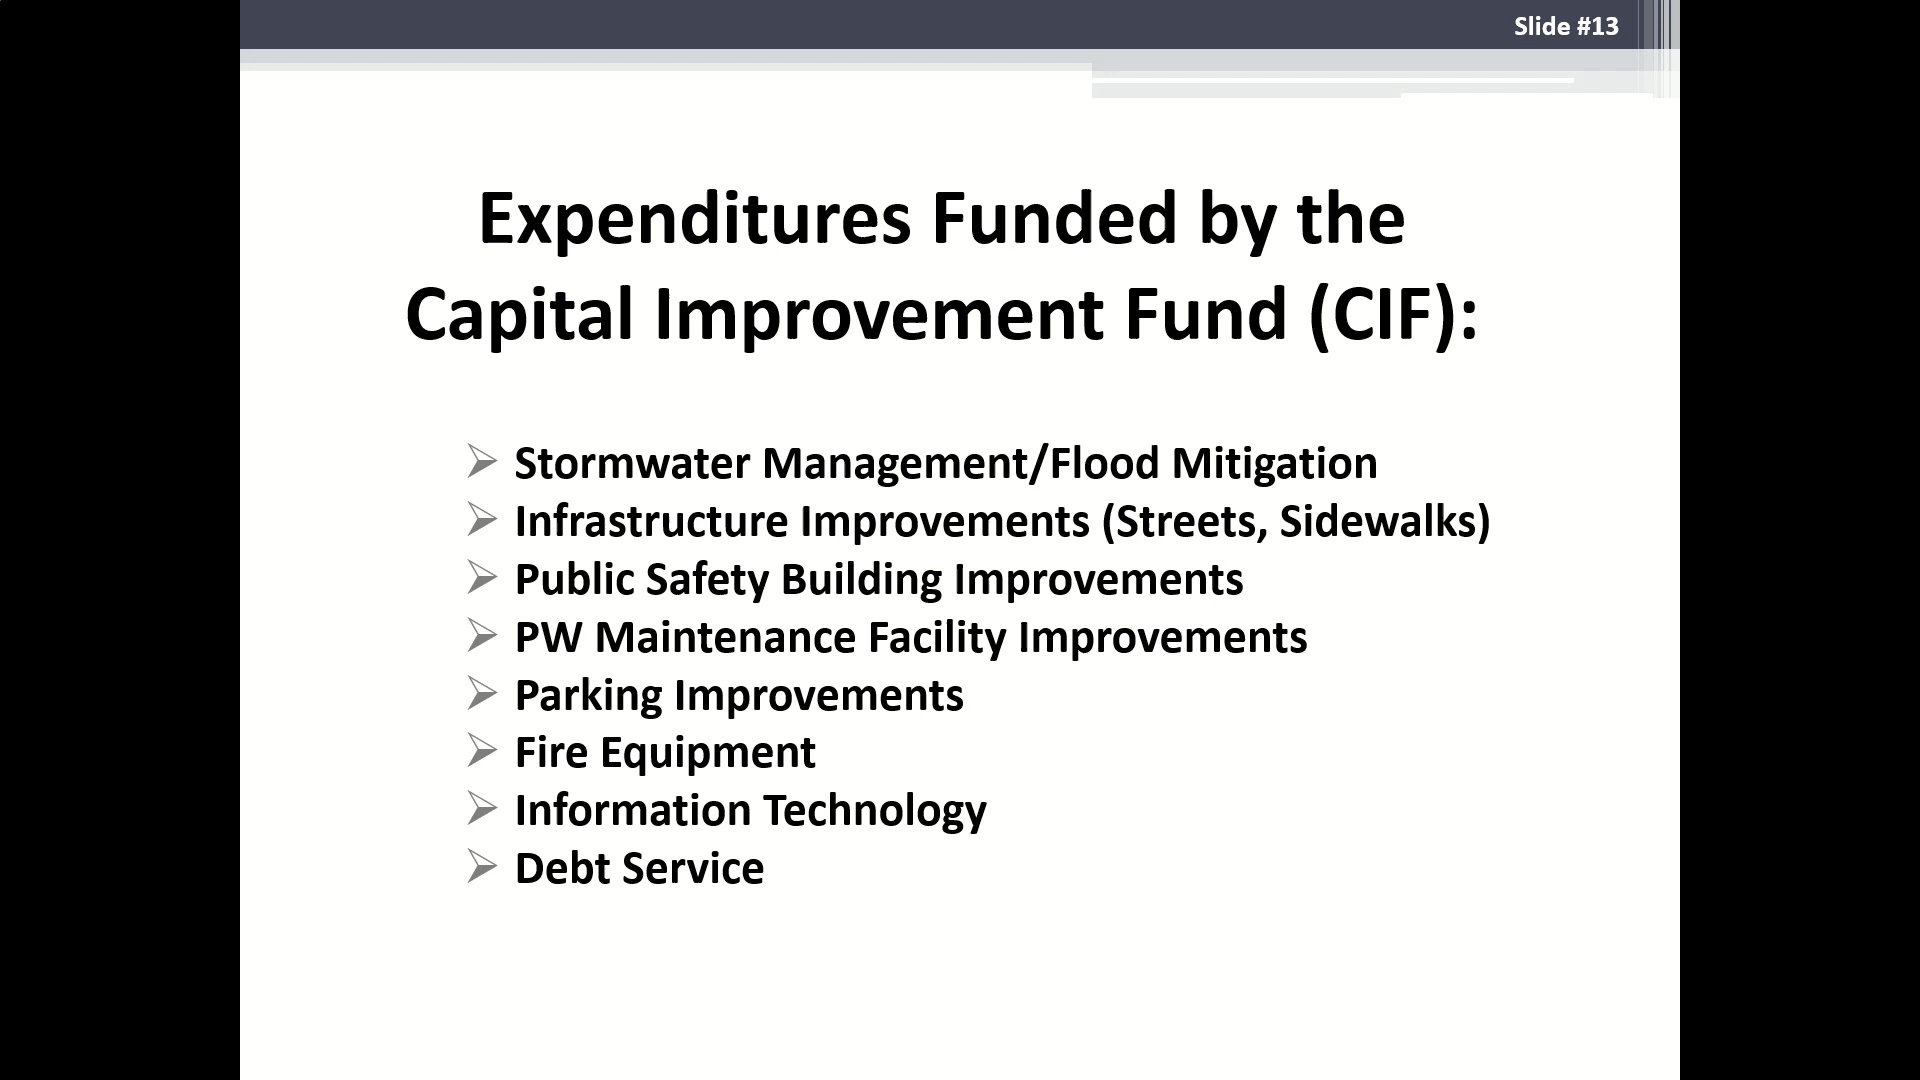 Slide #13
Expenditures Funded by the
Capital Improvement Fund (CIF):
Stormwater Management/Flood Mitigation
Infrastructure Improvements (Streets, Sidewalks)
Public Safety Building Improvements
PW Maintenance Facility Improvements
Parking Improvements
Fire Equipment
Information Technology
Debt Service